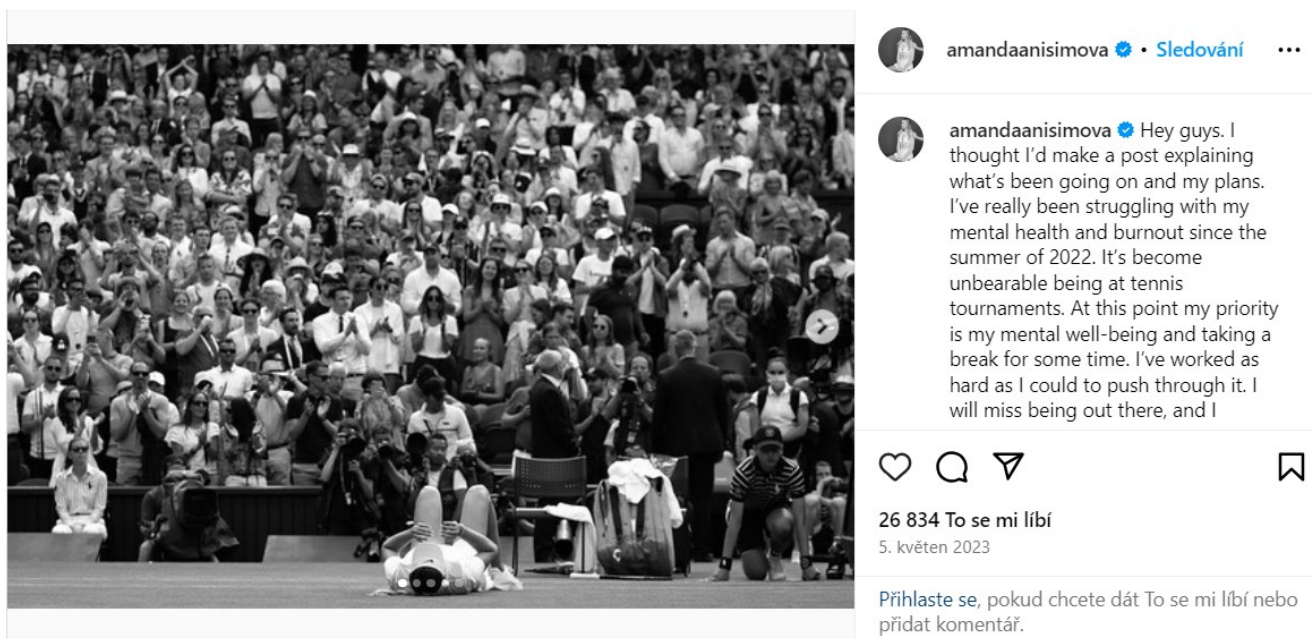 amandaanisimova • Sledování •••
amandaanisimova Hey guys. I
thought I’d make a post explaining
what’s been going on and my plans.
I’ve really been struggling with my
mental health and burnout since the
summer of 2022. It’s become
unbearable being at tennis
tournaments. At this point my priority
is my mental well-being and taking a
break for some time. I’ve worked as
hard as I could to push through it. I
will miss being out there, and I
26 834 To se mi líbí
5. květen 2023
Přihlaste se, pokud chcete dát To se mi líbí nebo
přidat komentář.